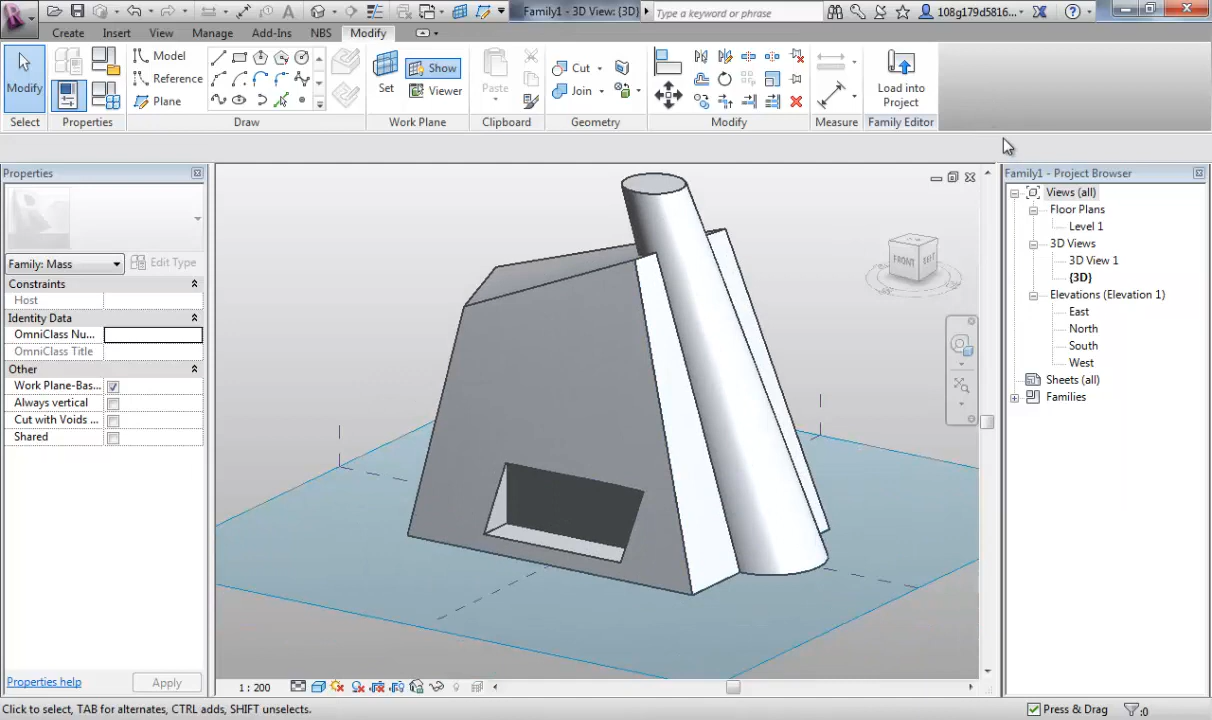 Family1 - 3D View: {3D}
Type a keyword or phrase
108g179d5816...
Create
Insert
View
Manage
Add-Ins
NBS
Modify
Modify
Select
Properties
Model
Reference
Plane
Draw
Set
Show
Viewer
Work Plane
Paste
Clipboard
Cut
Join
Geometry
Modify
Measure
Load into
Project
Family Editor
Properties
Family: Mass
Edit Type
Constraints
Host
Identity Data
OmniClass Nu...
OmniClass Title
Other
Work Plane-Bas...
Always vertical
Cut with Voids ...
Shared
Properties help
Apply
FRONT
LEFT
1 : 200
Family1 - Project Browser
Views (all)
Floor Plans
Level 1
3D Views
3D View 1
{3D}
Elevations (Elevation 1)
East
North
South
West
Sheets (all)
Families
Click to select, TAB for alternates, CTRL adds, SHIFT unselects.
Press & Drag
:0